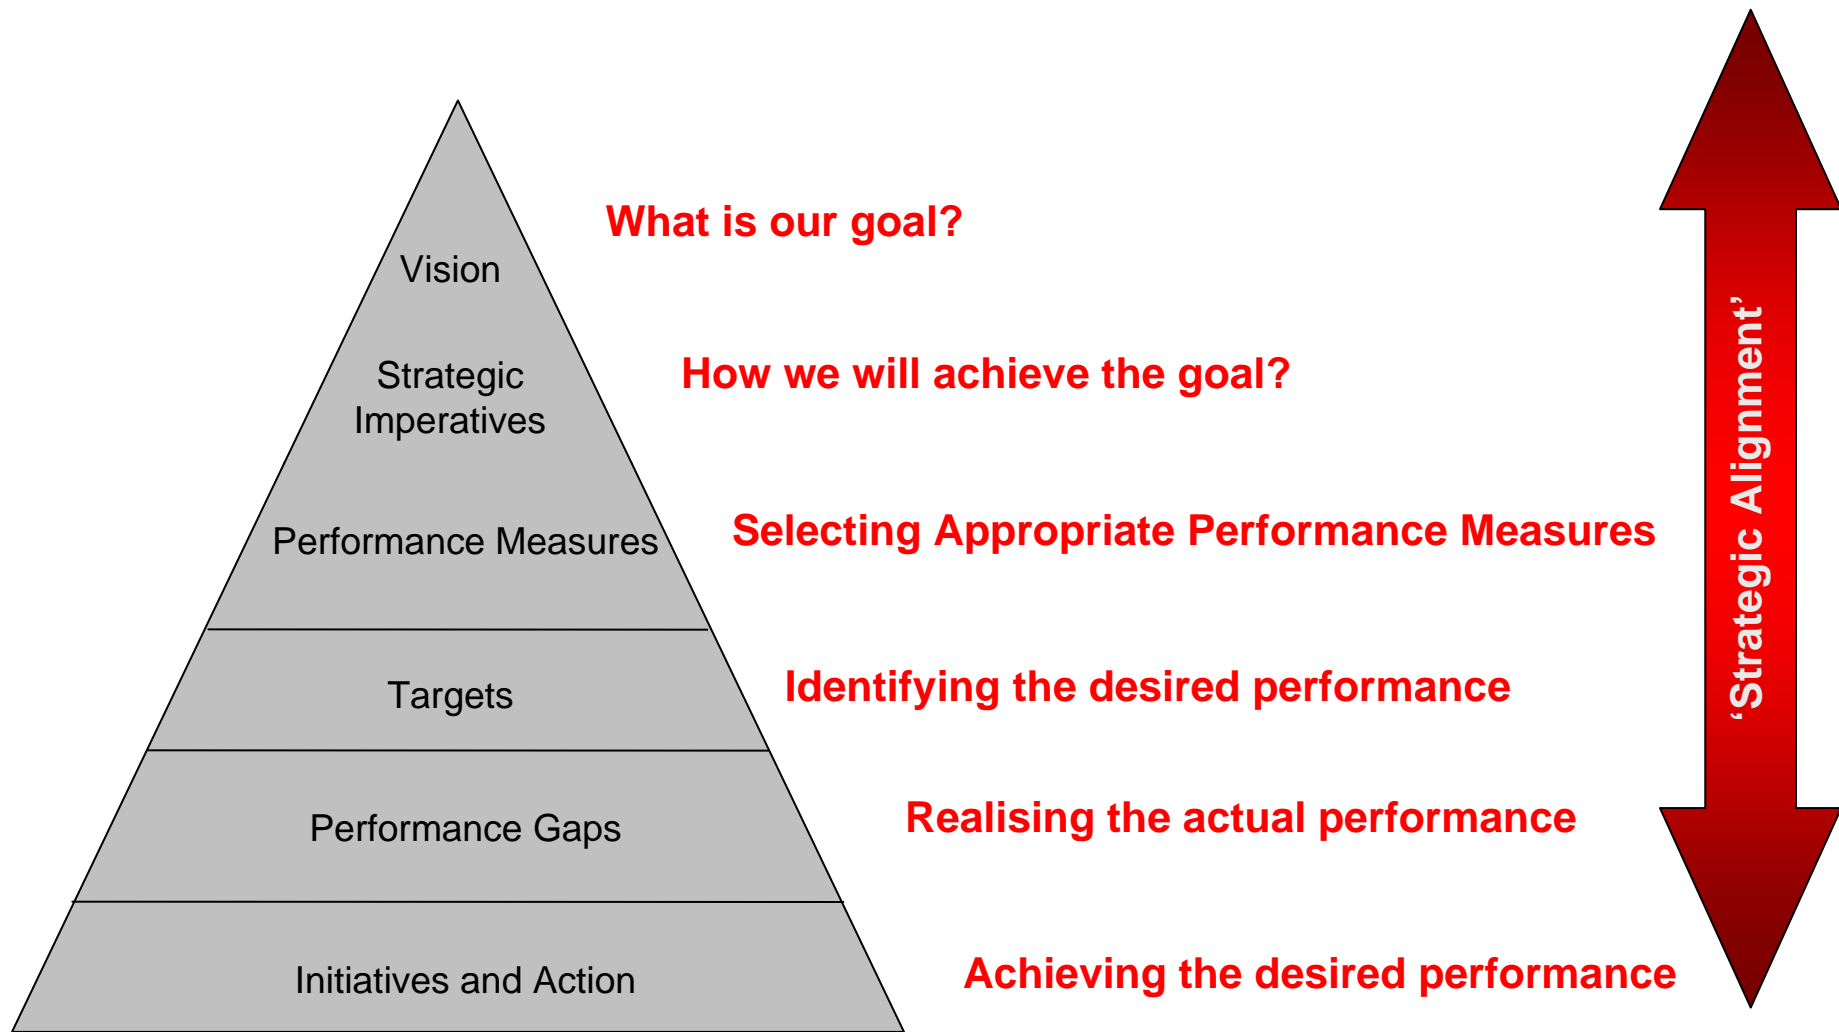 What is our goal?
Vision
Strategic
Imperatives
How we will achieve the goal?
Performance Measures
Selecting Appropriate Performance Measures
Targets
Identifying the desired performance
Performance Gaps
Realising the actual performance
Initiatives and Action
Achieving the desired performance
‘Strategic Alignment’